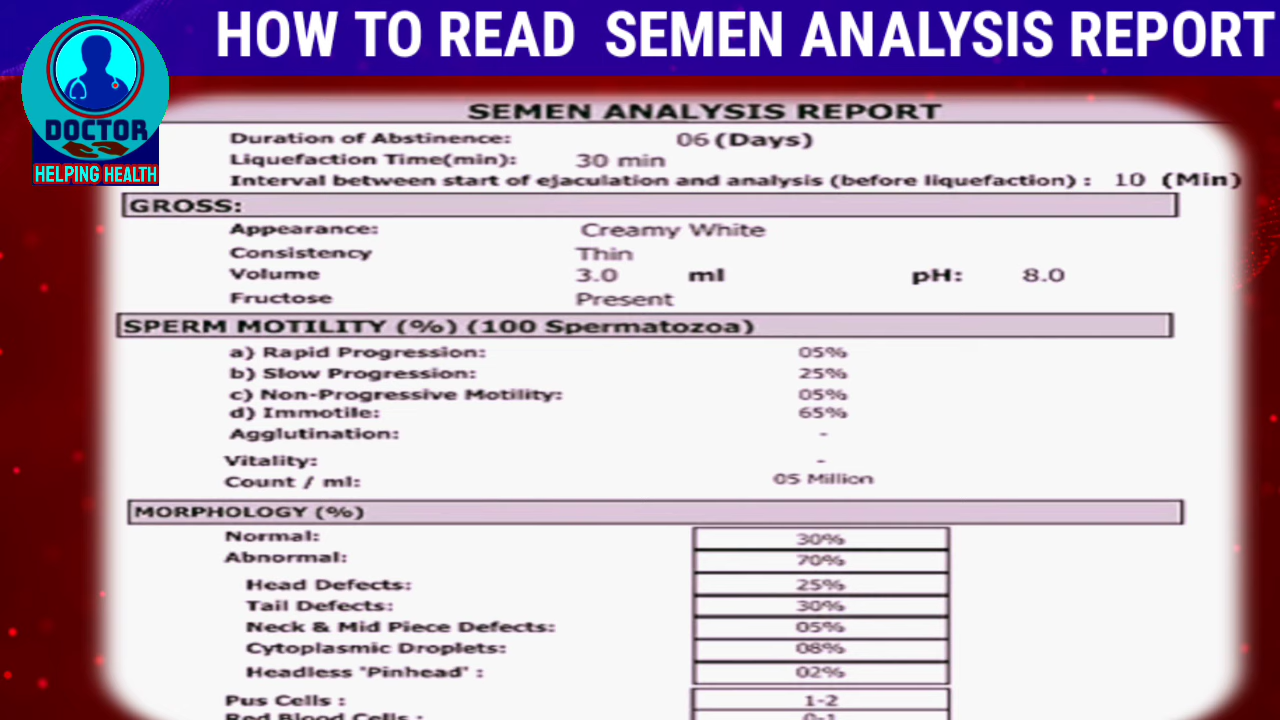 HOW TO READ SEMEN ANALYSIS REPORT
DOCTOR
HELPING HEALTH
SEMEN ANALYSIS REPORT
Duration of Abstinence: 06 (Days)
Liquefaction Time(min): 30 min
Interval between start of ejaculation and analysis (before liquefaction) : 10 (Min)
GROSS:
Appearance: Creamy White
Consistency Thin
Volume 3.0 ml pH: 8.0
Fructose Present
SPERM MOTILITY (%) (100 Spermatozoa)
a) Rapid Progression: 05%
b) Slow Progression: 25%
c) Non-Progressive Motility: 05%
d) Immotile: 65%
Agglutination: -
Vitality: -
Count / ml: 05 Million
MORPHOLOGY (%)
Normal: 30%
Abnormal: 70%
Head Defects: 25%
Tail Defects: 30%
Neck & Mid Piece Defects: 05%
Cytoplasmic Droplets: 08%
Headless 'Pinhead' : 02%
Pus Cells : 1-2
Red Blood Cells : 0-1